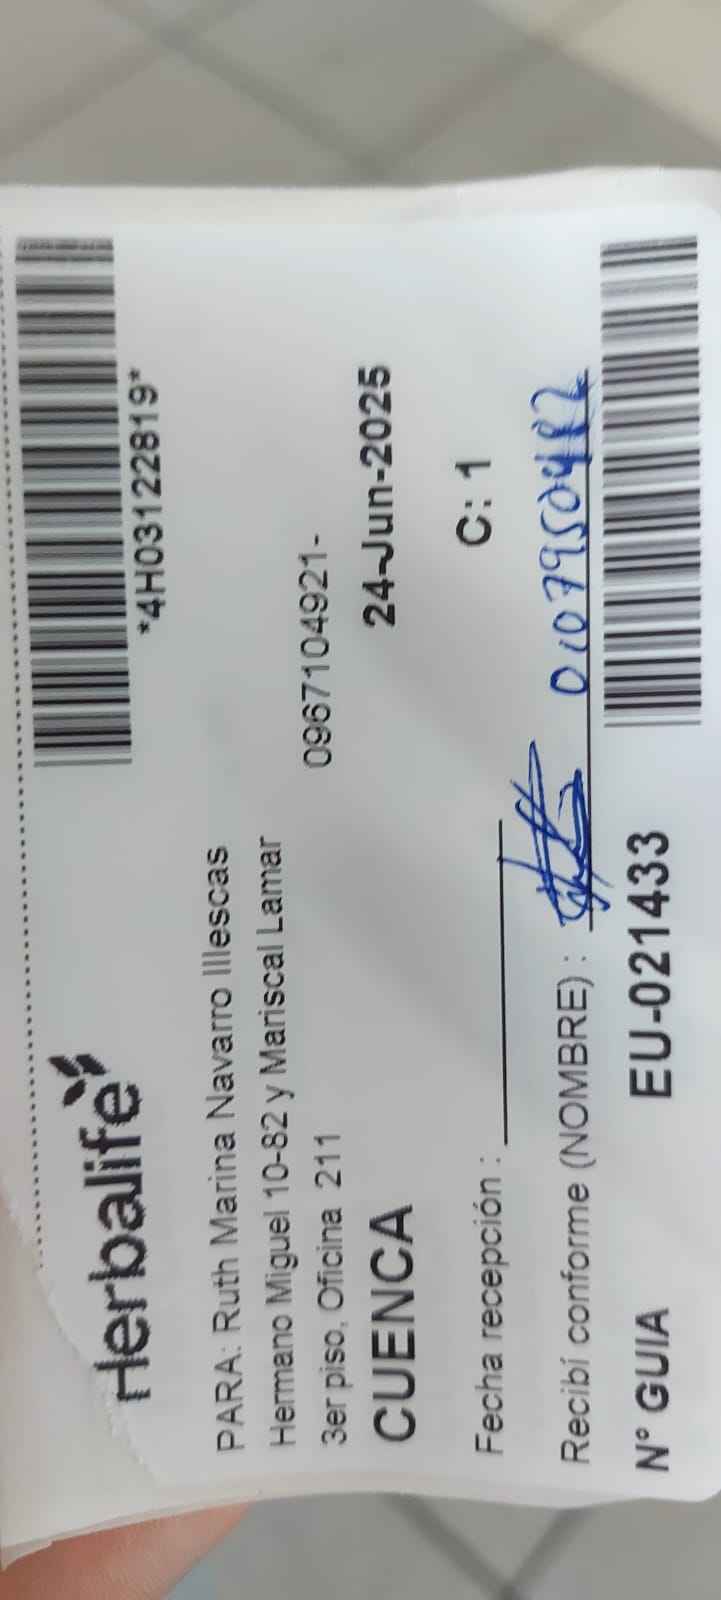 Herbalife
*4H03122819*
PARA: Ruth Marina Navarro Illescas
Hermano Miguel 10-82 y Mariscal Lamar
3er piso, Oficina 211
0967104921-
CUENCA
24-Jun-2025
Fecha recepción :
C: 1
Recibí conforme (NOMBRE) :
N° GUIA EU-021433